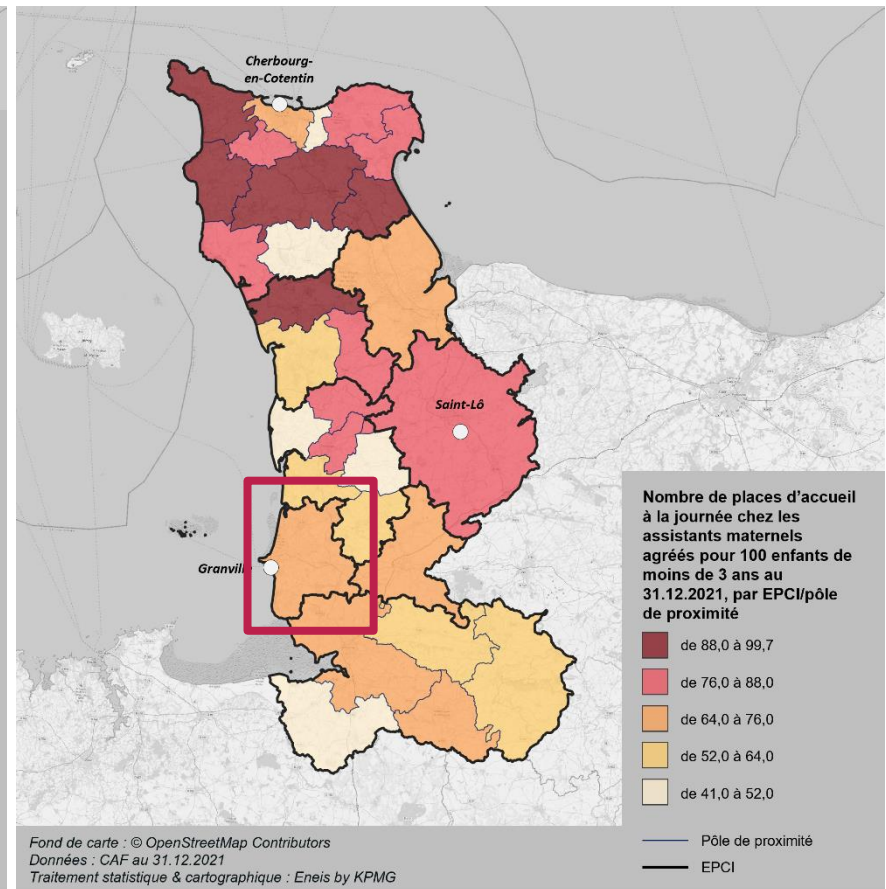 Cherbourg-
en-Cotentin
Saint-Lô
Granville
Nombre de places d'accueil
à la journée chez les
assistants maternels
agréés pour 100 enfants de
moins de 3 ans au
31.12.2021, par EPCI/pôle
de proximité
de 88,0 à 99,7
de 76,0 à 88,0
de 64,0 à 76,0
de 52,0 à 64,0
de 41,0 à 52,0
Pôle de proximité
EPCI
Fond de carte : © OpenStreetMap Contributors
Données : CAF au 31.12.2021
Traitement statistique & cartographique : Eneis by KPMG